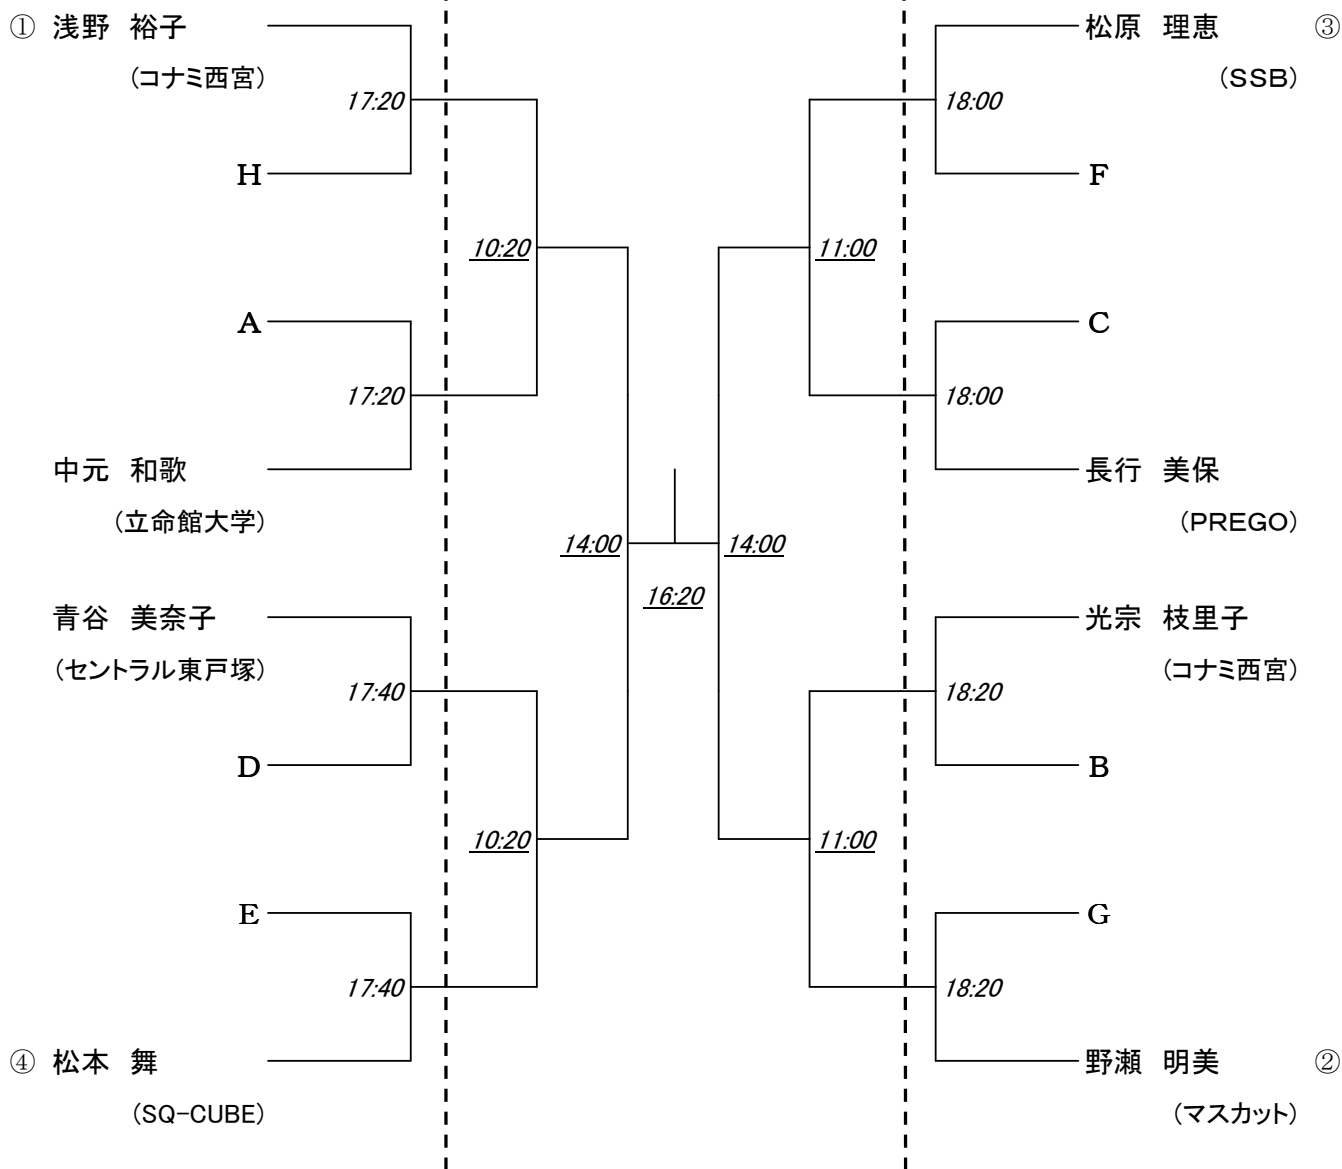 ① 浅野 裕子
(コナミ西宮)
17:20
H
10:20
A
17:20
中元 和歌
(立命館大学)
14:00
青谷 美奈子
(セントラル東戸塚)
17:40
D
10:20
E
17:40
④ 松本 舞
(SQ-CUBE)
16:20
松原 理恵 ③
(SSB)
18:00
F
11:00
C
18:00
長行 美保
(PREGO)
14:00
光宗 枝里子
(コナミ西宮)
18:20
B
11:00
G
18:20
野瀬 明美 ②
(マスカット)